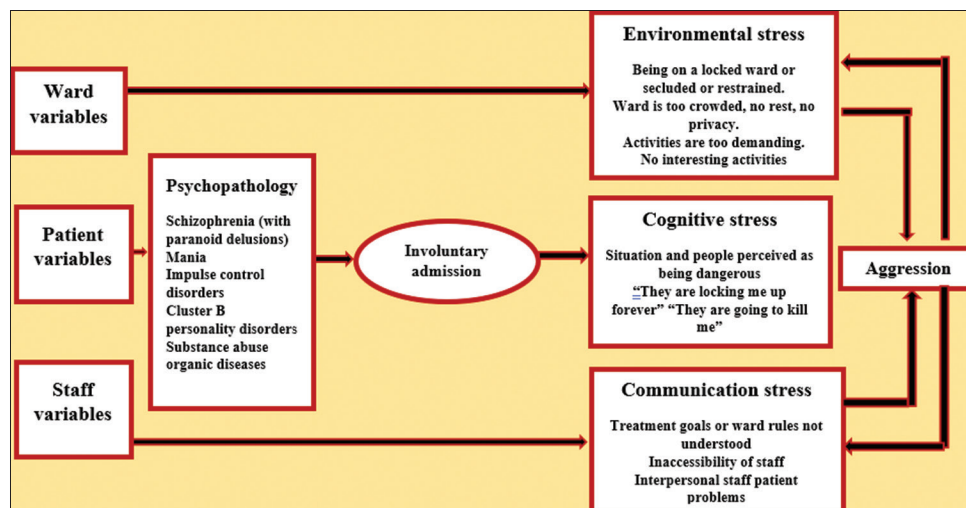 Ward
variables
Patient
variables
Staff
variables
Psychopathology
Schizophrenia (with
paranoid delusions)
Mania
Impulse control
disorders
Cluster B
personality disorders
Substance abuse
organic diseases
Involuntary
admission
Environmental stress
Being on a locked ward or
secluded or restrained.
Ward is too crowded, no rest, no
privacy.
Activities are too demanding.
No interesting activities
Cognitive stress
Situation and people perceived as
being dangerous
“They are locking me up
forever” “They are going to kill
me”
Communication stress
Treatment goals or ward rules not
understood
Inaccessibility of staff
Interpersonal staff patient
problems
Aggression